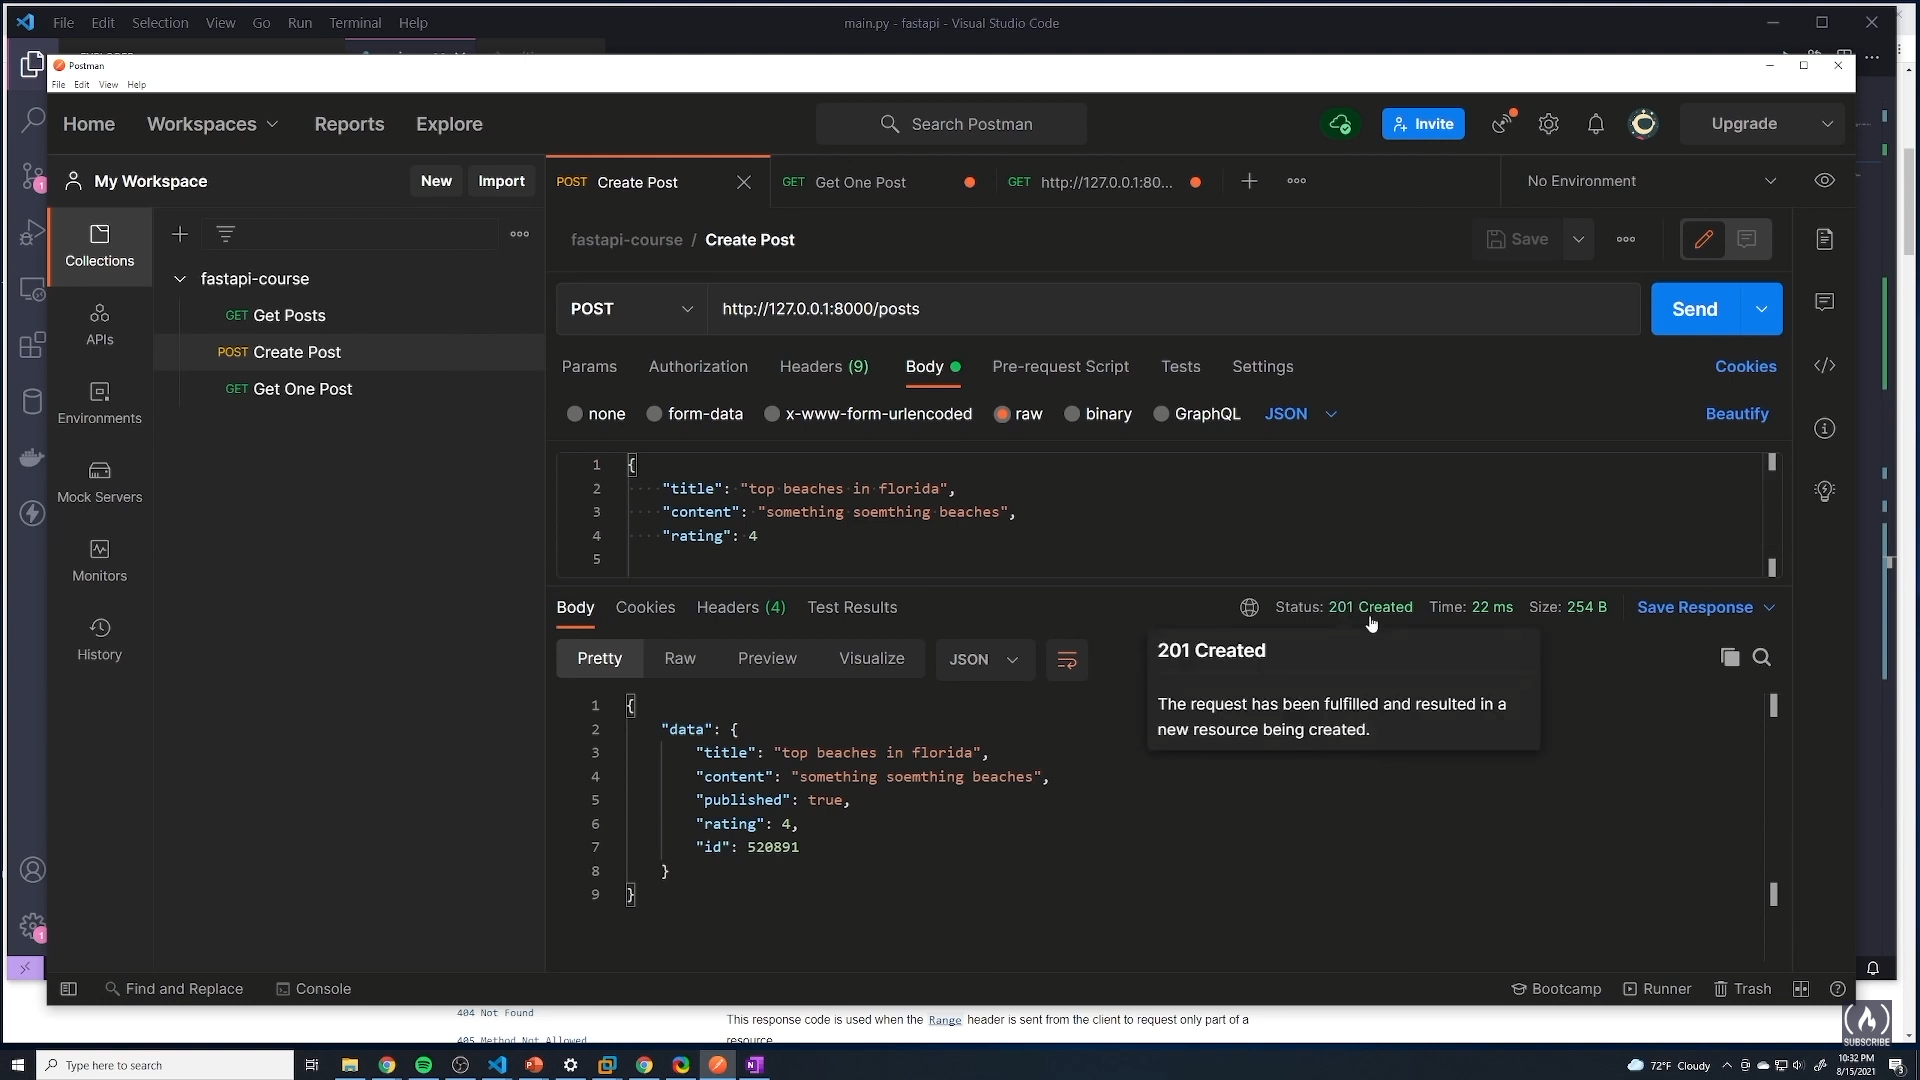 File Edit Selection View Go Run Terminal Help
main.py - fastapi - Visual Studio Code
Postman
File Edit View Help
Home Workspaces Reports Explore
Search Postman
Invite
Upgrade
My Workspace
New Import
POST Create Post
GET Get One Post
GET http://127.0.0.1:80...
No Environment
Collections
APIs
Environments
Mock Servers
Monitors
History
fastapi-course
GET Get Posts
POST Create Post
GET Get One Post
fastapi-course / Create Post
Save
POST http://127.0.0.1:8000/posts
Send
Params Authorization Headers (9) Body Pre-request Script Tests Settings
Cookies
none form-data x-www-form-urlencoded raw binary GraphQL JSON
Beautify
1 {
2 "title": "top beaches in florida",
3 "content": "something soemthing beaches",
4 "rating": 4
5
Body Cookies Headers (4) Test Results
Status: 201 Created Time: 22 ms Size: 254 B Save Response
Pretty Raw Preview Visualize JSON
201 Created
The request has been fulfilled and resulted in a
new resource being created.
1 {
2 "data": {
3 "title": "top beaches in florida",
4 "content": "something soemthing beaches",
5 "published": true,
6 "rating": 4,
7 "id": 520891
8 }
9 }
Find and Replace Console
Bootcamp Runner Trash
404 Not Found
This response code is used when the Range header is sent from the client to request only part of a
405 Method Not Allowed
resource
SUBSCRIBE
Type here to search
72°F Cloudy
10:32 PM
8/15/2021